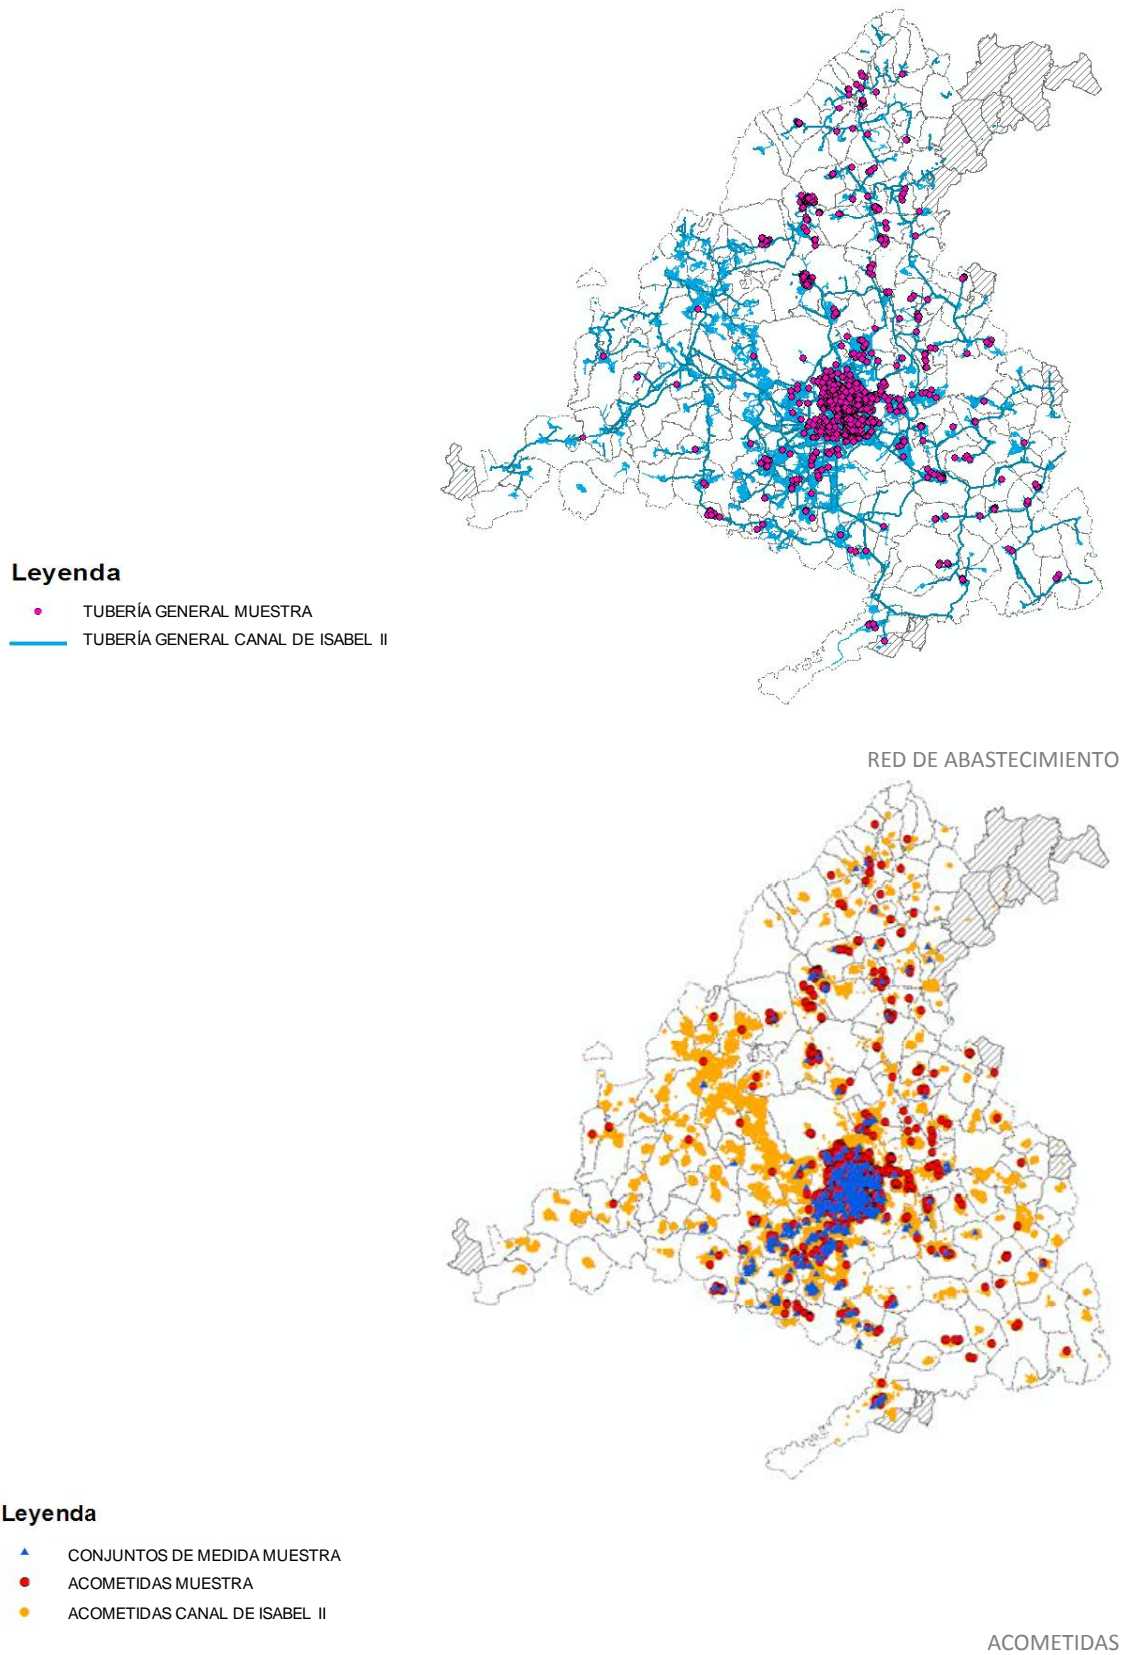 Leyenda
TUBERÍA GENERAL MUESTRA
TUBERÍA GENERAL CANAL DE ISABEL II
RED DE ABASTECIMIENTO
Leyenda
CONJUNTOS DE MEDIDA MUESTRA
ACOMETIDAS MUESTRA
ACOMETIDAS CANAL DE ISABEL II
ACOMETIDAS